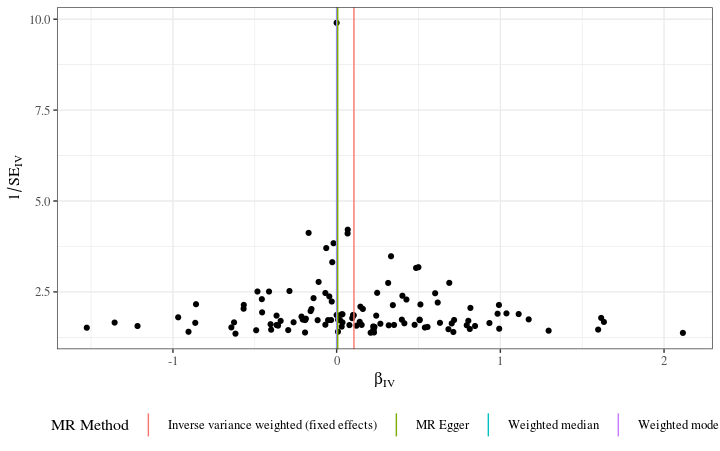 10.0
7.5
5.0
2.5
1/SE_IV
-1 0 1 2
β_IV
MR Method Inverse variance weighted (fixed effects) MR Egger Weighted median Weighted mode